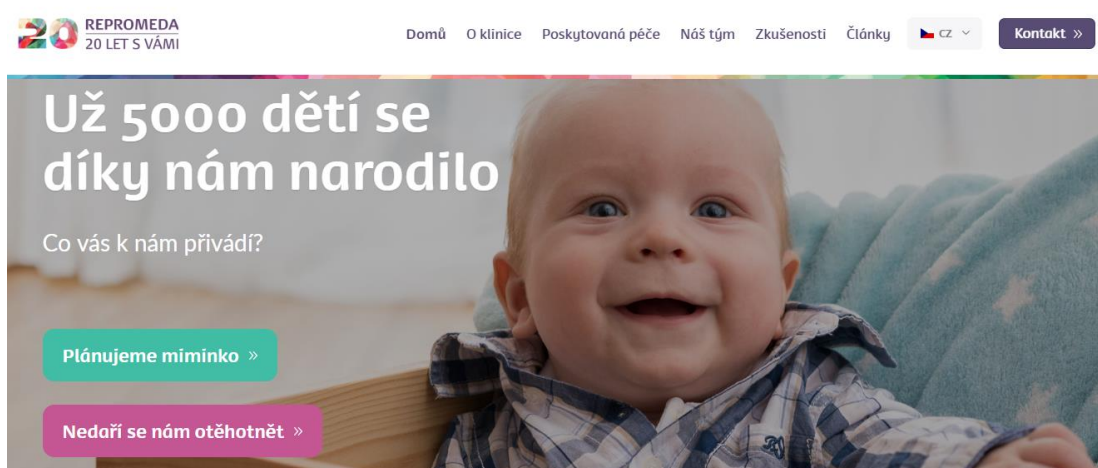 20 REPROMEDA
20 LET S VÁMI
Domů O klinice Poskytovaná péče Náš tým Zkušenosti Články CZ Kontakt »
Už 5000 dětí se
díky nám narodilo
Co vás k nám přivádí?
Plánujeme miminko »
Nedaří se nám otěhotnět »